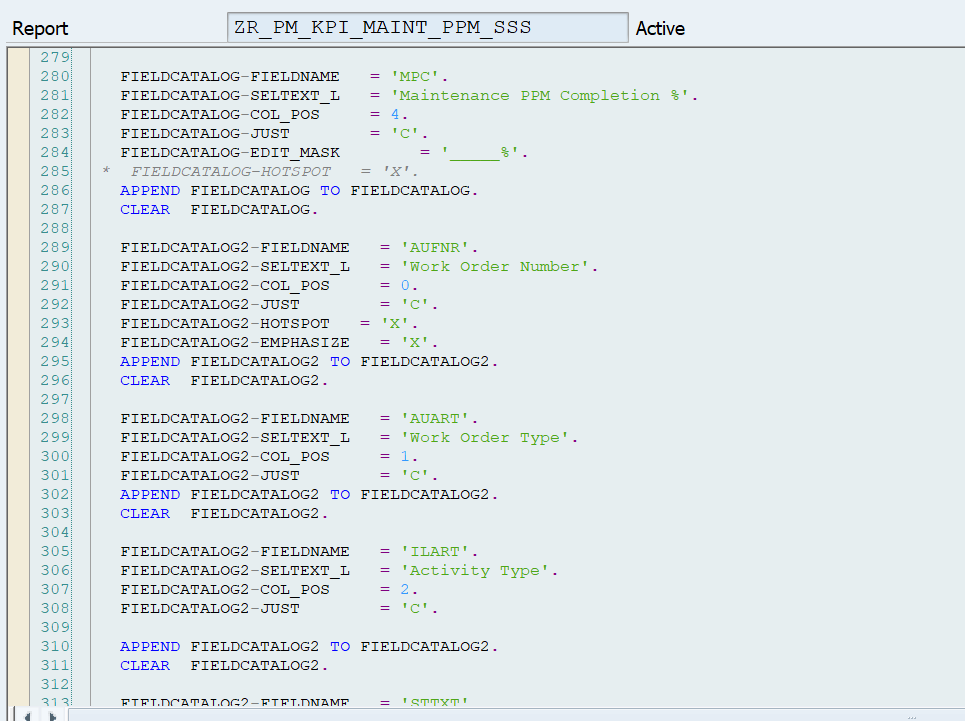 Report ZR_PM_KPI_MAINT_PPM_SSS Active
279
280 FIELDCATALOG-FIELDNAME = 'MPC'.
281 FIELDCATALOG-SELTEXT_L = 'Maintenance PPM Completion %'.
282 FIELDCATALOG-COL_POS = 4.
283 FIELDCATALOG-JUST = 'C'.
284 FIELDCATALOG-EDIT_MASK = '_____%'.
285 * FIELDCATALOG-HOTSPOT = 'X'.
286 APPEND FIELDCATALOG TO FIELDCATALOG.
287 CLEAR FIELDCATALOG.
288
289 FIELDCATALOG2-FIELDNAME = 'AUFNR'.
290 FIELDCATALOG2-SELTEXT_L = 'Work Order Number'.
291 FIELDCATALOG2-COL_POS = 0.
292 FIELDCATALOG2-JUST = 'C'.
293 FIELDCATALOG2-HOTSPOT = 'X'.
294 FIELDCATALOG2-EMPHASIZE = 'X'.
295 APPEND FIELDCATALOG2 TO FIELDCATALOG2.
296 CLEAR FIELDCATALOG2.
297
298 FIELDCATALOG2-FIELDNAME = 'AUART'.
299 FIELDCATALOG2-SELTEXT_L = 'Work Order Type'.
300 FIELDCATALOG2-COL_POS = 1.
301 FIELDCATALOG2-JUST = 'C'.
302 APPEND FIELDCATALOG2 TO FIELDCATALOG2.
303 CLEAR FIELDCATALOG2.
304
305 FIELDCATALOG2-FIELDNAME = 'ILART'.
306 FIELDCATALOG2-SELTEXT_L = 'Activity Type'.
307 FIELDCATALOG2-COL_POS = 2.
308 FIELDCATALOG2-JUST = 'C'.
309
310 APPEND FIELDCATALOG2 TO FIELDCATALOG2.
311 CLEAR FIELDCATALOG2.
312
313 FIELDCATALOG2-FIELDNAME = 'STTXT'